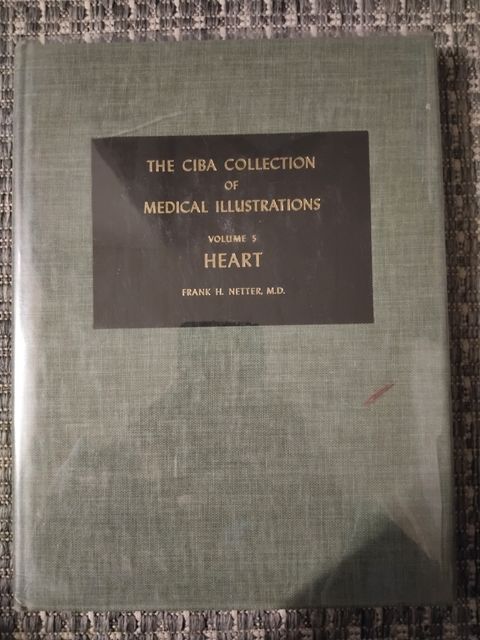 THE CIBA COLLECTION
OF
MEDICAL ILLUSTRATIONS
VOLUME 5
HEART
FRANK H. NETTER, M.D.